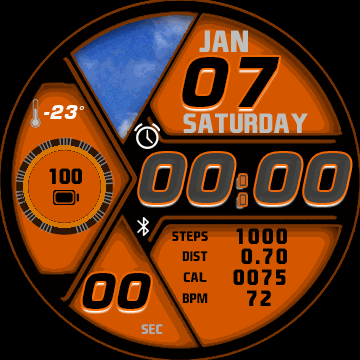 JAN
07
SATURDAY
-23°
100
00:00
STEPS 1000
DIST 0.70
CAL 0075
BPM 72
00
SEC